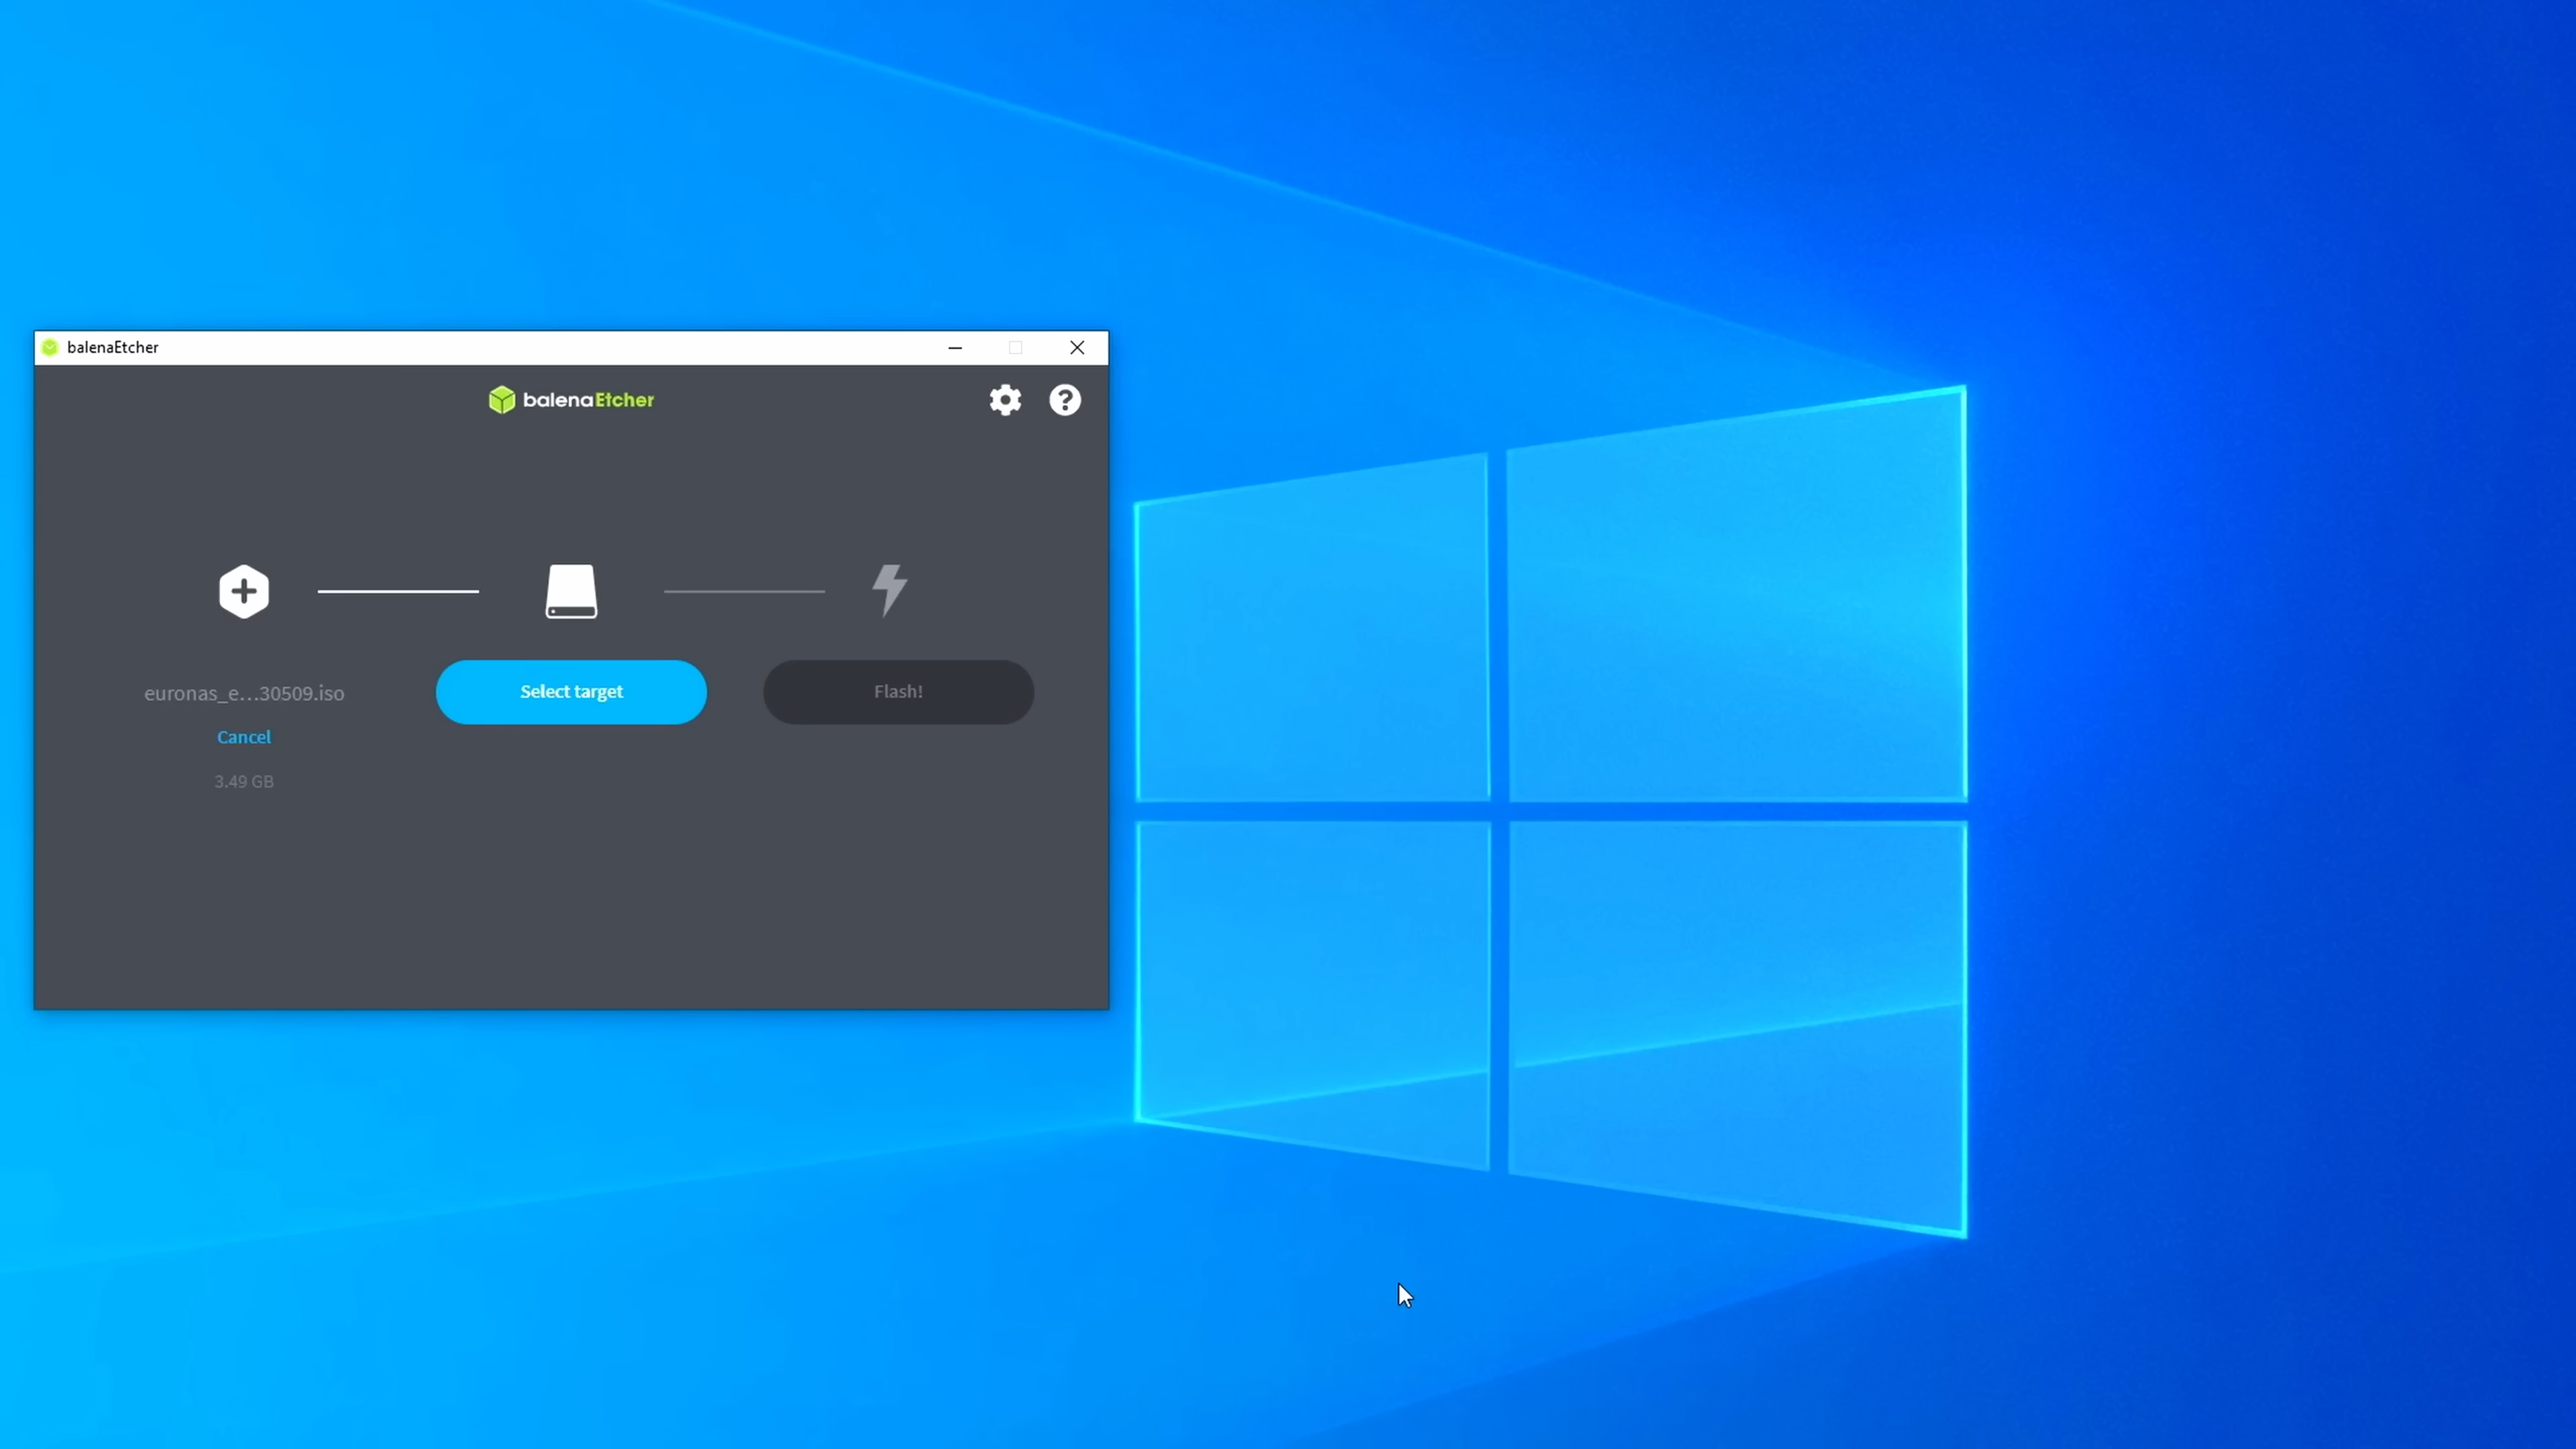 balenaEtcher
balenaEtcher
euronas_e...30509.iso
Select target
Flash!
Cancel
3.49 GB